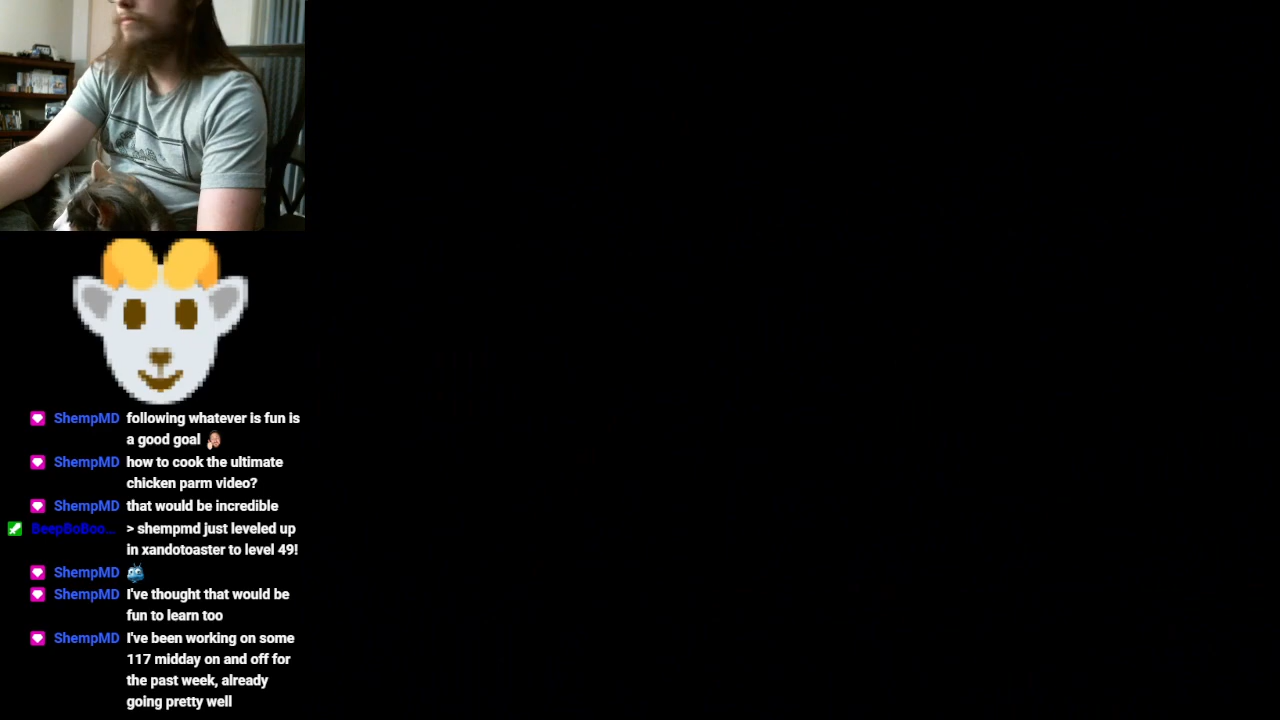 ShempMD following whatever is fun is
a good goal
ShempMD how to cook the ultimate
chicken parm video?
ShempMD that would be incredible
BeepBoBoo... > shempmd just leveled up
in xandotoaster to level 49!
ShempMD
ShempMD I've thought that would be
fun to learn too
ShempMD I've been working on some
117 midday on and off for
the past week, already
going pretty well